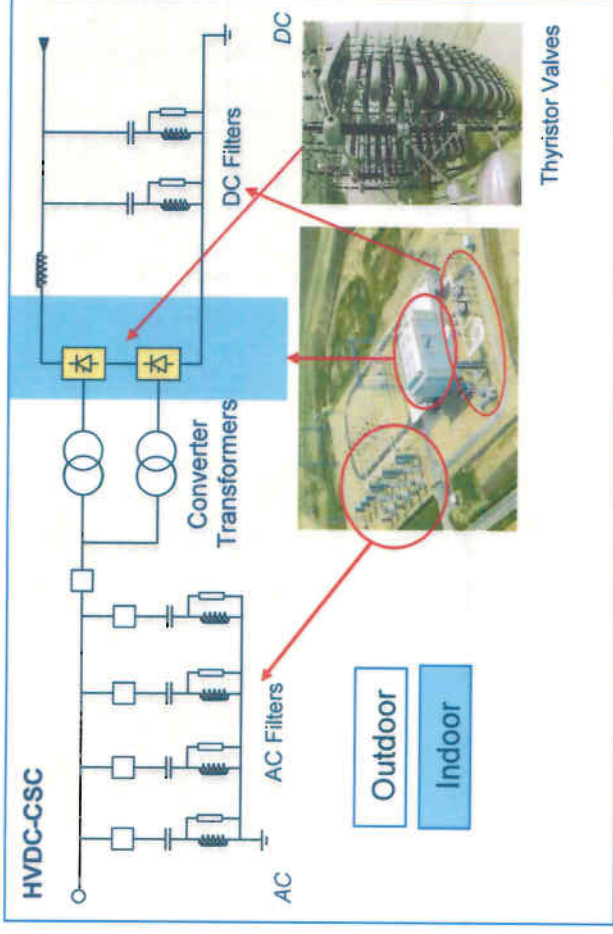 HVDC-CSC
AC
AC Filters
Converter
Transformers
DC Filters
DC
Outdoor
Indoor
Thyristor Valves